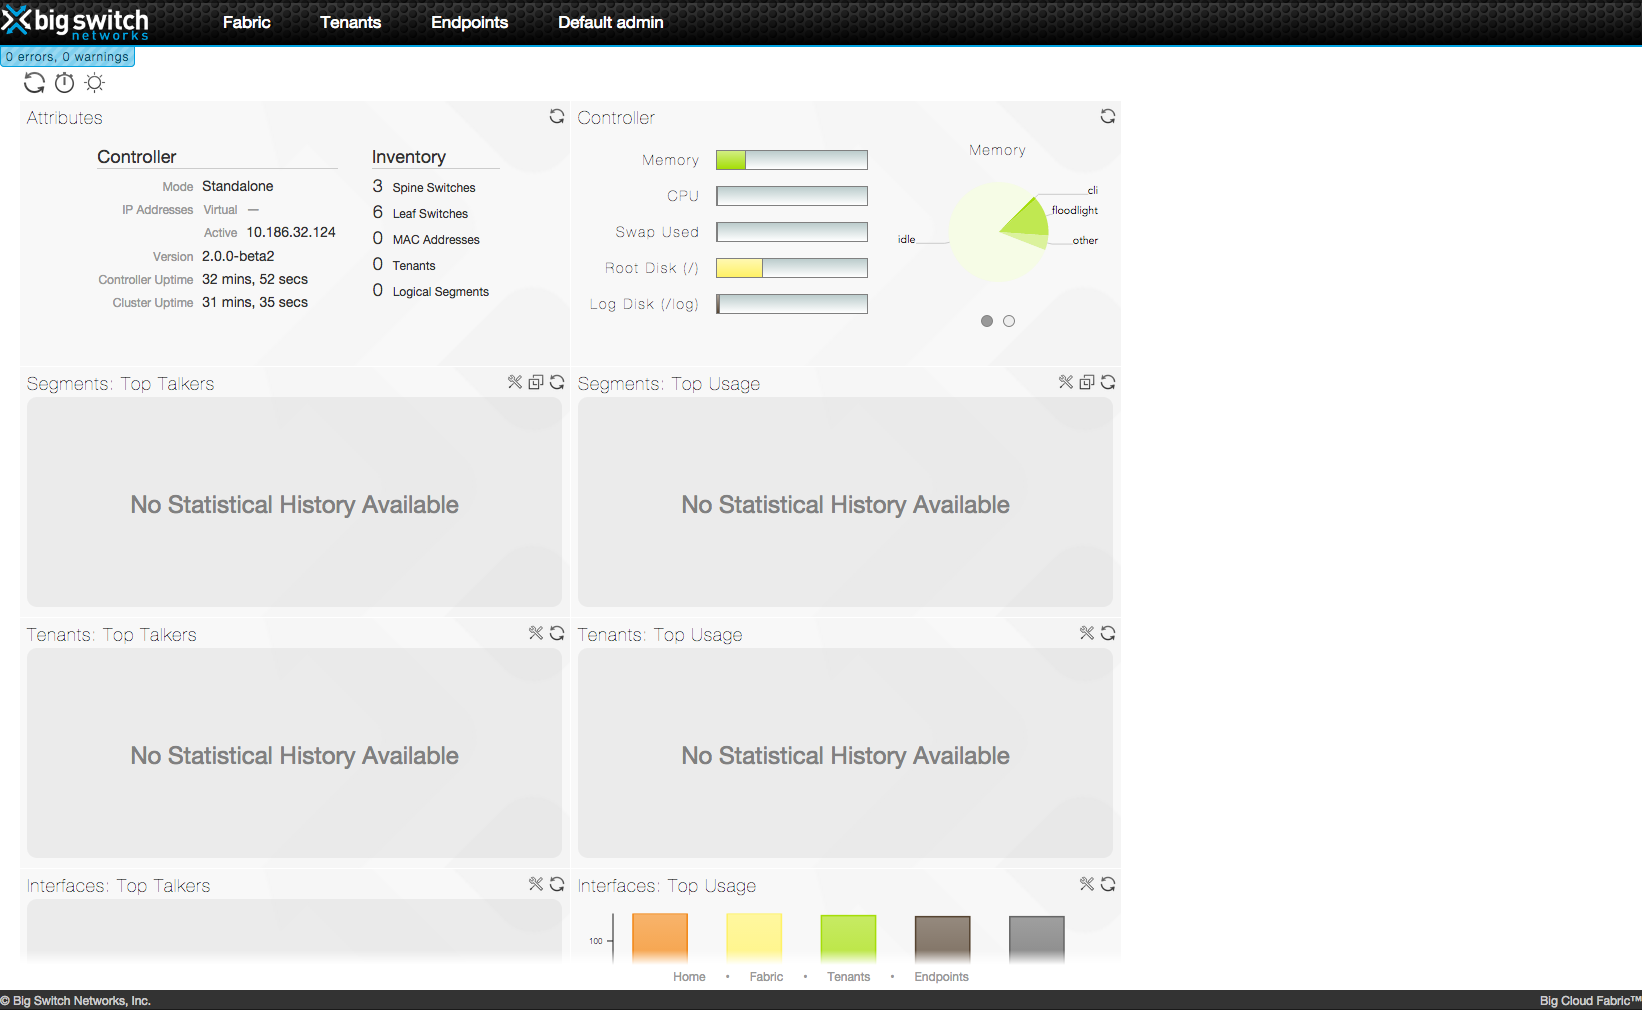 big switch
networks
Fabric Tenants Endpoints Default admin
0 errors, 0 warnings
Attributes
Controller
Mode Standalone
IP Addresses Virtual —
Active 10.186.32.124
Version 2.0.0-beta2
Controller Uptime 32 mins, 52 secs
Cluster Uptime 31 mins, 35 secs
Inventory
3 Spine Switches
6 Leaf Switches
0 MAC Addresses
0 Tenants
0 Logical Segments
Controller
Memory
CPU
Swap Used
Root Disk (/)
Log Disk (/log)
Memory
cli
floodlight
idle
other
Segments: Top Talkers
No Statistical History Available
Segments: Top Usage
No Statistical History Available
Tenants: Top Talkers
No Statistical History Available
Tenants: Top Usage
No Statistical History Available
Interfaces: Top Talkers
Interfaces: Top Usage
100
Home • Fabric • Tenants • Endpoints
© Big Switch Networks, Inc.
Big Cloud Fabric™